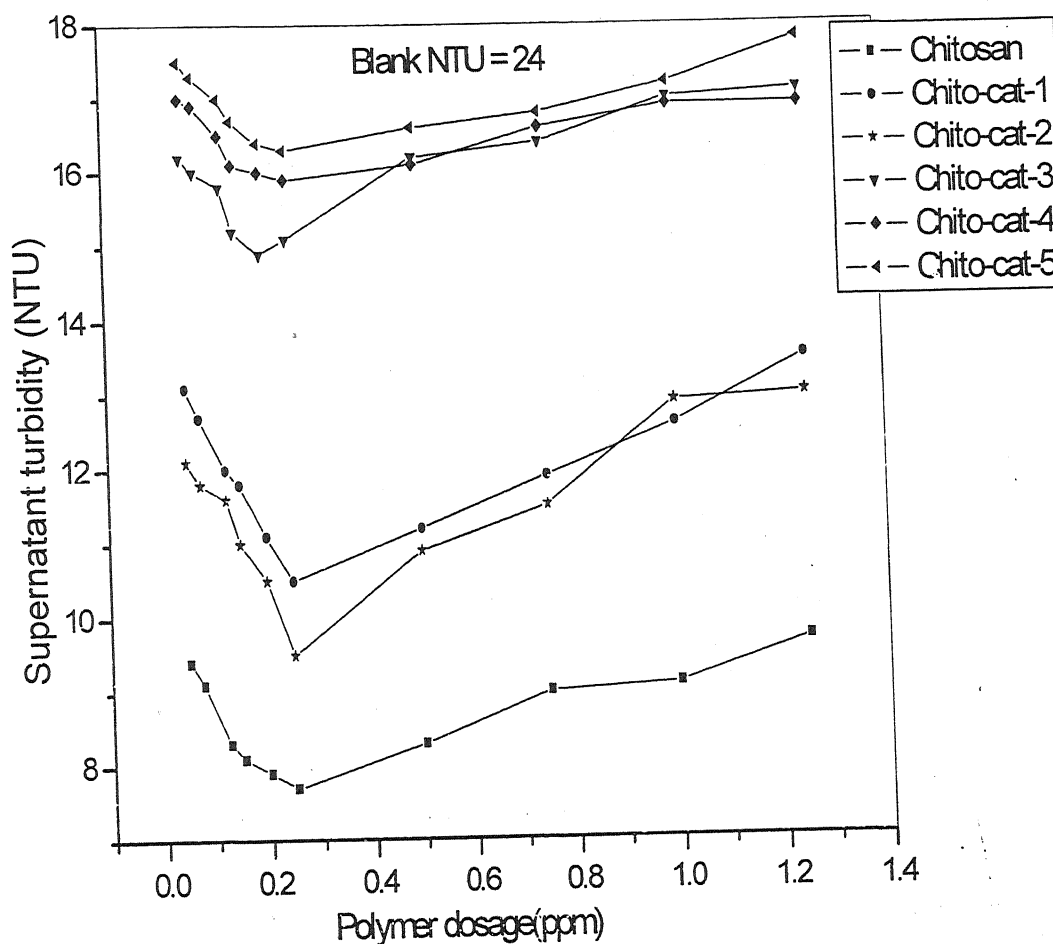 18
16
14
12
10
8
Supernatant turbidity (NTU)
Blank NTU = 24
Chitosan
Chito-cat-1
Chito-cat-2
Chito-cat-3
Chito-cat-4
Chito-cat-5
0.0 0.2 0.4 0.6 0.8 1.0 1.2 1.4
Polymer dosage(ppm)